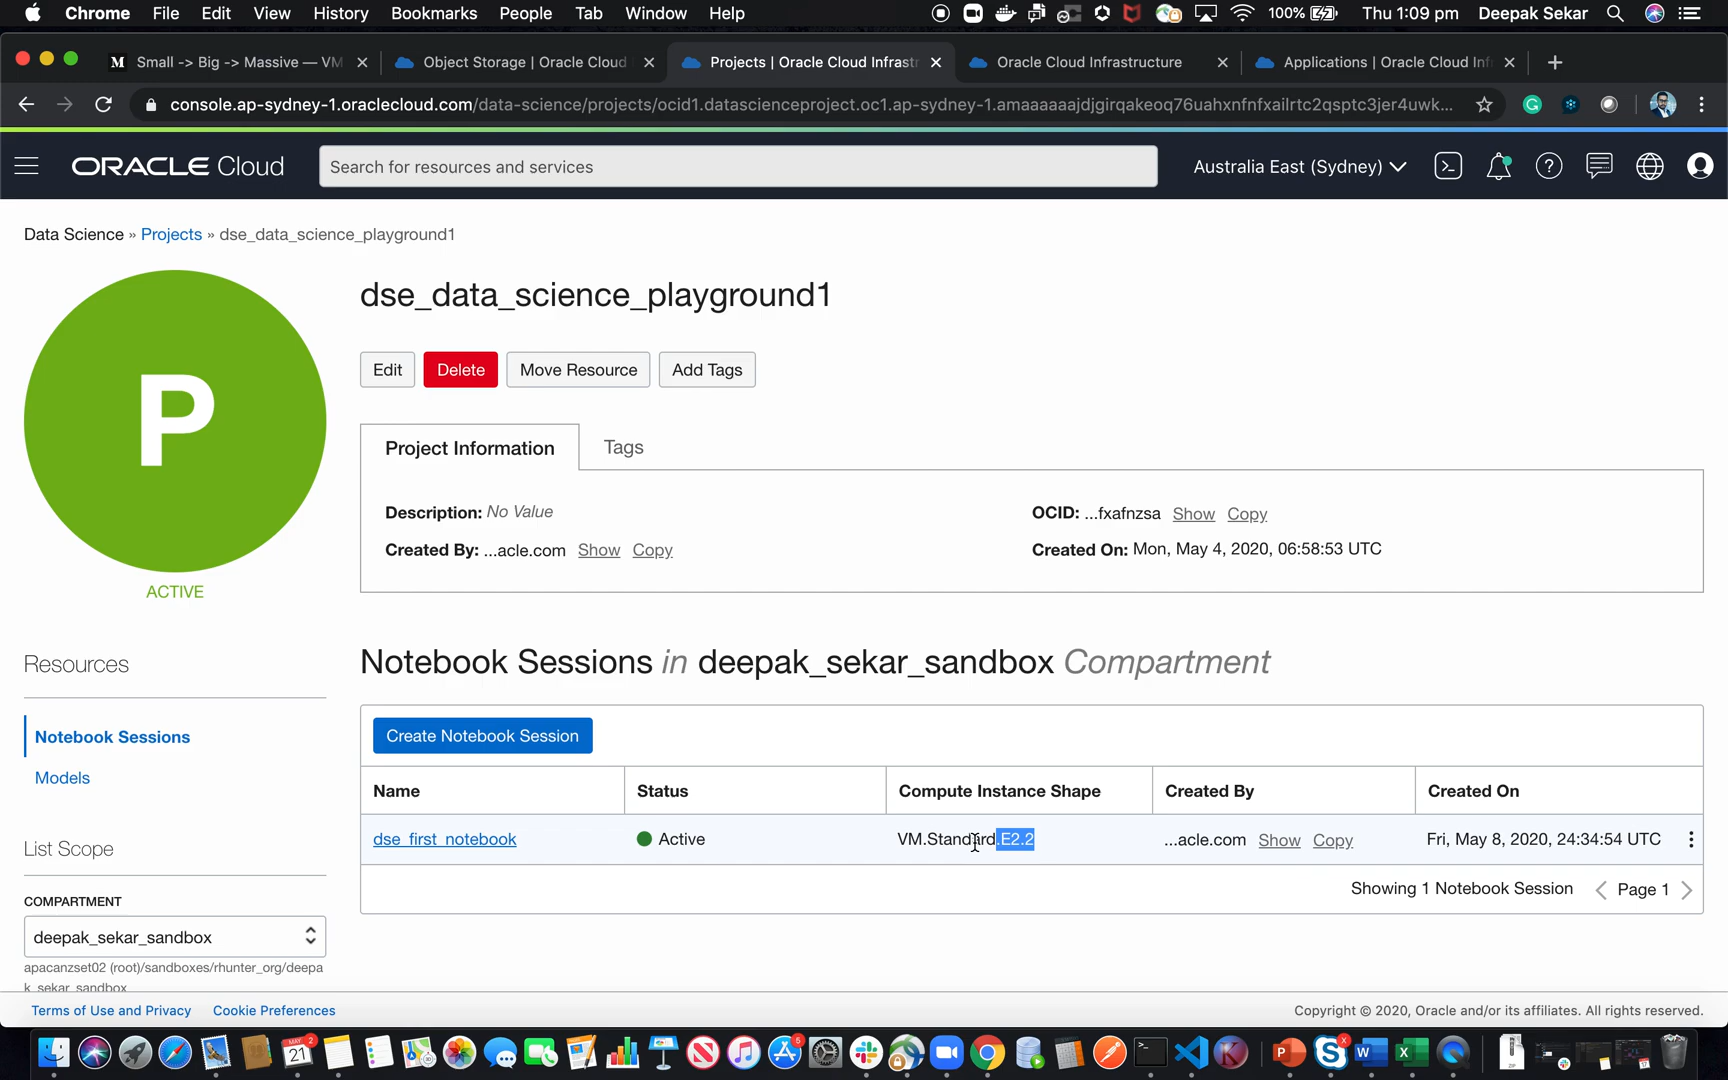 Chrome File Edit View History Bookmarks People Tab Window Help 100% Thu 1:09 pm Deepak Sekar
M Small -> Big -> Massive — VM Object Storage | Oracle Cloud Projects | Oracle Cloud Infrastr Oracle Cloud Infrastructure Applications | Oracle Cloud Inf
console.ap-sydney-1.oraclecloud.com/data-science/projects/ocid1.datascienceproject.oc1.ap-sydney-1.amaaaaaajdjgirqakeoq76uahxnfnfxailrtc2qsptc3jer4uwk...
ORACLE Cloud Search for resources and services Australia East (Sydney)
Data Science » Projects » dse_data_science_playground1
P
ACTIVE
dse_data_science_playground1
Edit Delete Move Resource Add Tags
Project Information Tags
Description: No Value OCID: ...fxafnzsa Show Copy
Created By: ...acle.com Show Copy Created On: Mon, May 4, 2020, 06:58:53 UTC
Resources
Notebook Sessions
Models
List Scope
COMPARTMENT
deepak_sekar_sandbox
apacanzset02 (root)/sandboxes/rhunter_org/deepa
k_sekar_sandbox
Notebook Sessions in deepak_sekar_sandbox Compartment
Create Notebook Session
Name Status Compute Instance Shape Created By Created On
dse_first_notebook Active VM.Standard.E2.2 ...acle.com Show Copy Fri, May 8, 2020, 24:34:54 UTC
Showing 1 Notebook Session Page 1
Terms of Use and Privacy Cookie Preferences Copyright © 2020, Oracle and/or its affiliates. All rights reserved.